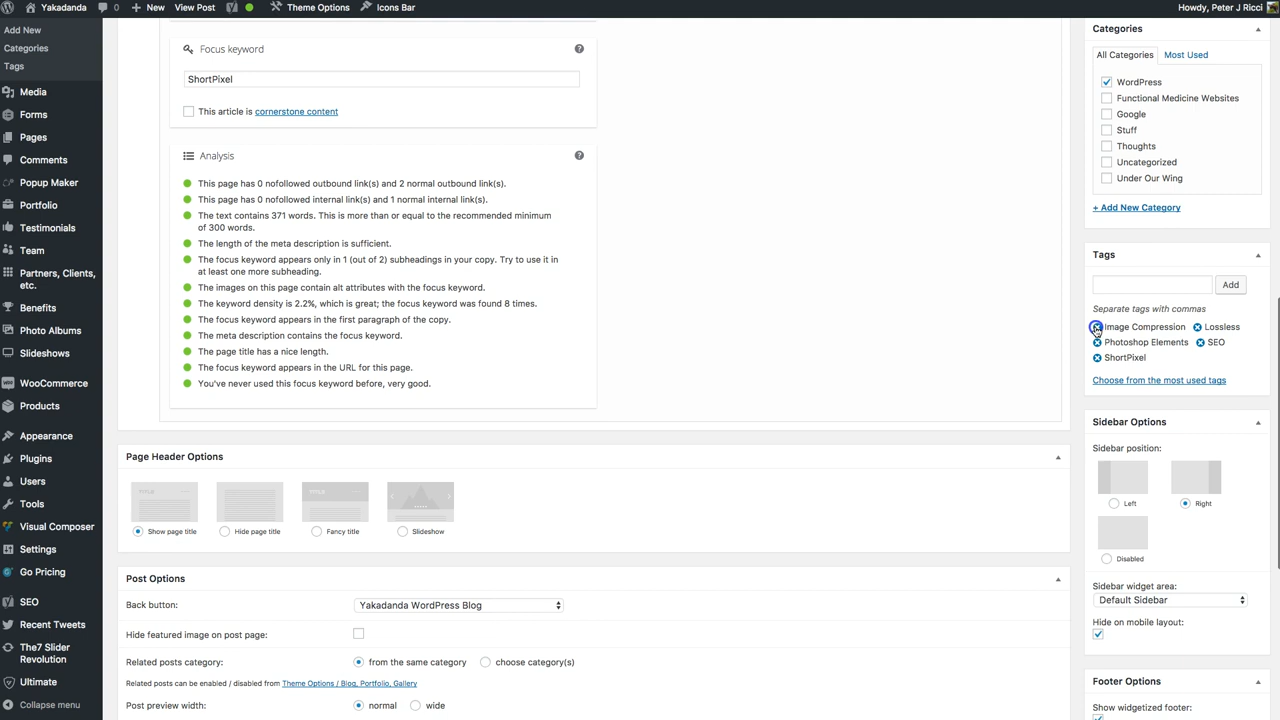 Yakadanda
0
New
View Post
Theme Options
Icons Bar
Howdy, Peter J Ricci
Add New
Categories
Tags
Media
Forms
Pages
Comments
Popup Maker
Portfolio
Testimonials
Team
Partners, Clients,
etc.
Benefits
Photo Albums
Slideshows
WooCommerce
Products
Appearance
Plugins
Users
Tools
Visual Composer
Settings
Go Pricing
SEO
Recent Tweets
The7 Slider
Revolution
Ultimate
Collapse menu
Focus keyword
ShortPixel
This article is cornerstone content
Analysis
This page has 0 nofollowed outbound link(s) and 2 normal outbound link(s).
This page has 0 nofollowed internal link(s) and 1 normal internal link(s).
The text contains 371 words. This is more than or equal to the recommended minimum
of 300 words.
The length of the meta description is sufficient.
The focus keyword appears only in 1 (out of 2) subheadings in your copy. Try to use it in
at least one more subheading.
The images on this page contain alt attributes with the focus keyword.
The keyword density is 2.2%, which is great; the focus keyword was found 8 times.
The focus keyword appears in the first paragraph of the copy.
The meta description contains the focus keyword.
The page title has a nice length.
The focus keyword appears in the URL for this page.
You've never used this focus keyword before, very good.
Page Header Options
TITLE
TITLE
Show page title
Hide page title
Fancy title
Slideshow
Post Options
Back button:
Yakadanda WordPress Blog
Hide featured image on post page:
Related posts category:
from the same category
choose category(s)
Related posts can be enabled / disabled from Theme Options / Blog, Portfolio, Gallery
Post preview width:
normal
wide
Categories
All Categories
Most Used
WordPress
Functional Medicine Websites
Google
Stuff
Thoughts
Uncategorized
Under Our Wing
+ Add New Category
Tags
Add
Separate tags with commas
Image Compression
Lossless
Photoshop Elements
SEO
ShortPixel
Choose from the most used tags
Sidebar Options
Sidebar position:
Left
Right
Disabled
Sidebar widget area:
Default Sidebar
Hide on mobile layout:
Footer Options
Show widgetized footer: